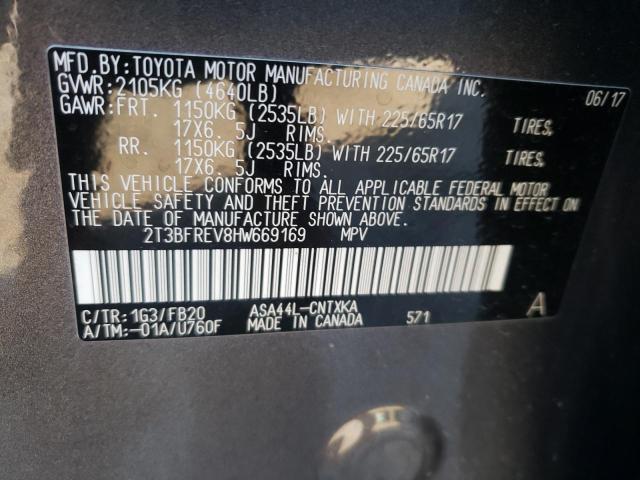 MFD.BY:TOYOTA MOTOR MANUFACTURING CANADA INC.
GVWR:2105KG (4640LB) 06/17
GAWR:FRT. 1150KG (2535LB) WITH 225/65R17 TIRES,
17X6. 5J RIMS.
RR. 1150KG (2535LB) WITH 225/65R17 TIRES,
17X6. 5J RIMS.
THIS VEHICLE CONFORMS TO ALL APPLICABLE FEDERAL MOTOR
VEHICLE SAFETY AND THEFT PREVENTION STANDARDS IN EFFECT ON
THE DATE OF MANUFACTURE SHOWN ABOVE.
2T3BFREV8HW669169 MPV
C/TR:1G3/FB20 ASA44L-CNTXKA A
A/TM:-01A/U760F MADE IN CANADA 571